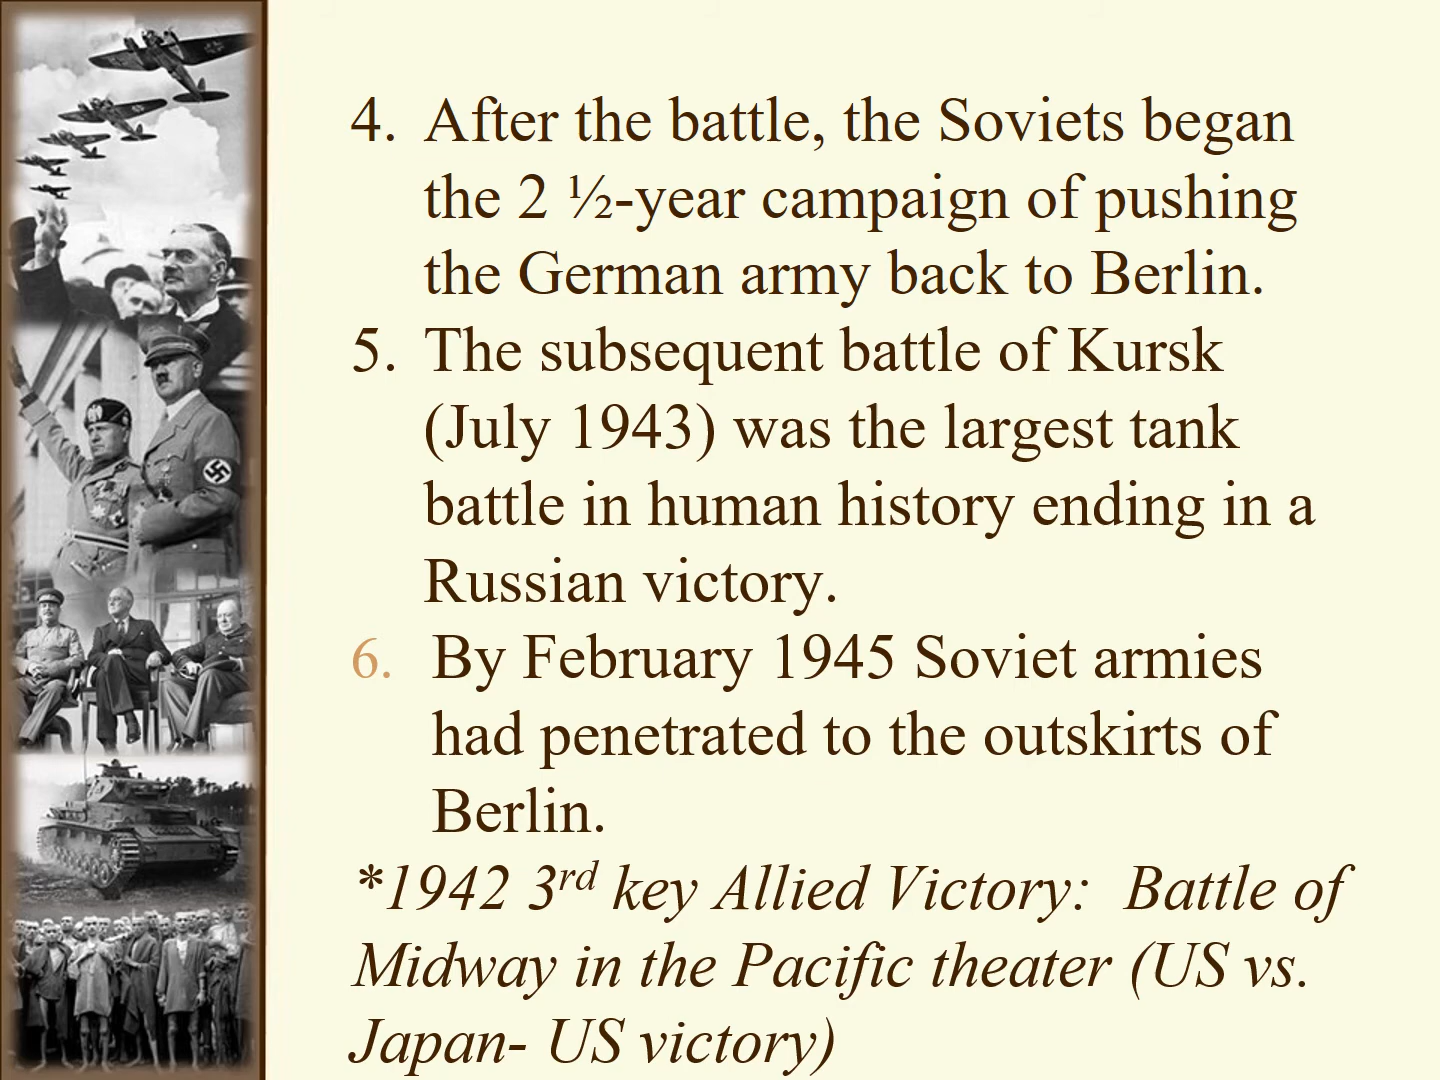 4. After the battle, the Soviets began
the 2 ½-year campaign of pushing
the German army back to Berlin.
5. The subsequent battle of Kursk
(July 1943) was the largest tank
battle in human history ending in a
Russian victory.
6. By February 1945 Soviet armies
had penetrated to the outskirts of
Berlin.
*1942 3rd key Allied Victory:  Battle of
Midway in the Pacific theater (US vs.
Japan- US victory)